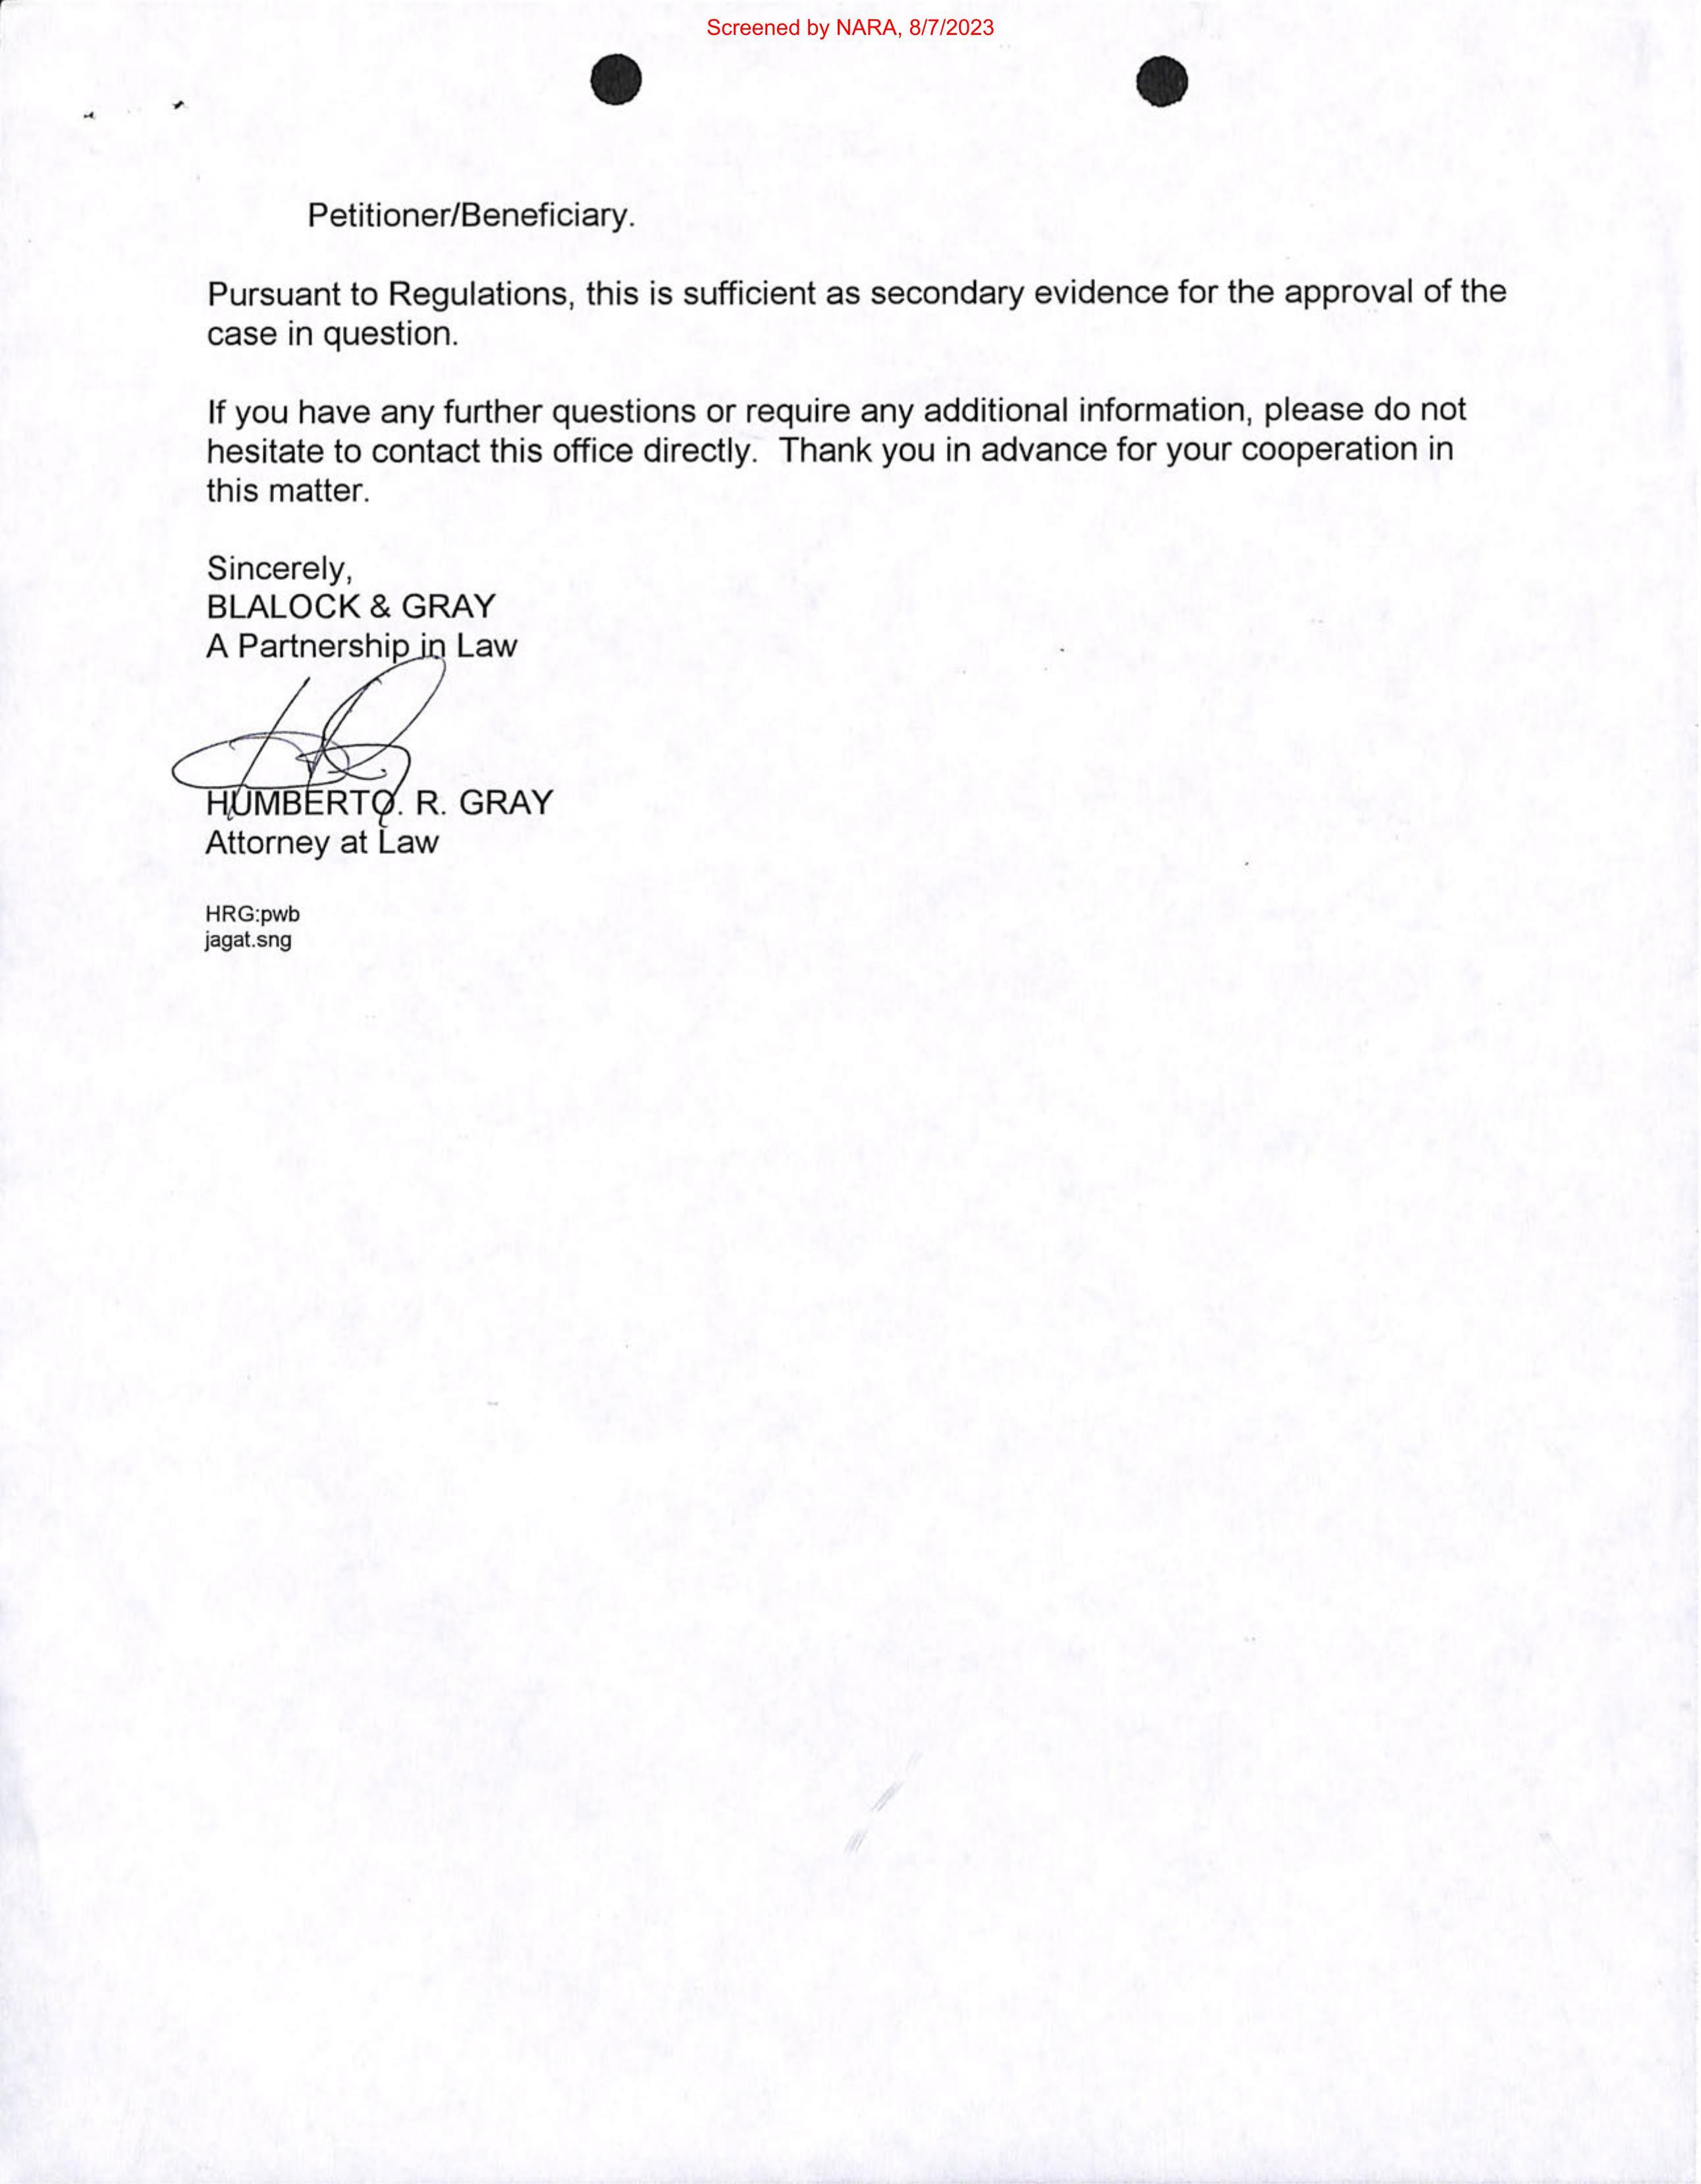 Screened by NARA, 8/7/2023
Petitioner/Beneficiary.
Pursuant to Regulations, this is sufficient as secondary evidence for the approval of the
case in question.
If you have any further questions or require any additional information, please do not
hesitate to contact this office directly. Thank you in advance for your cooperation in
this matter.
Sincerely,
BLALOCK & GRAY
A Partnership in Law
HUMBERTO. R. GRAY
Attorney at Law
HRG:pwb
jagat.sng